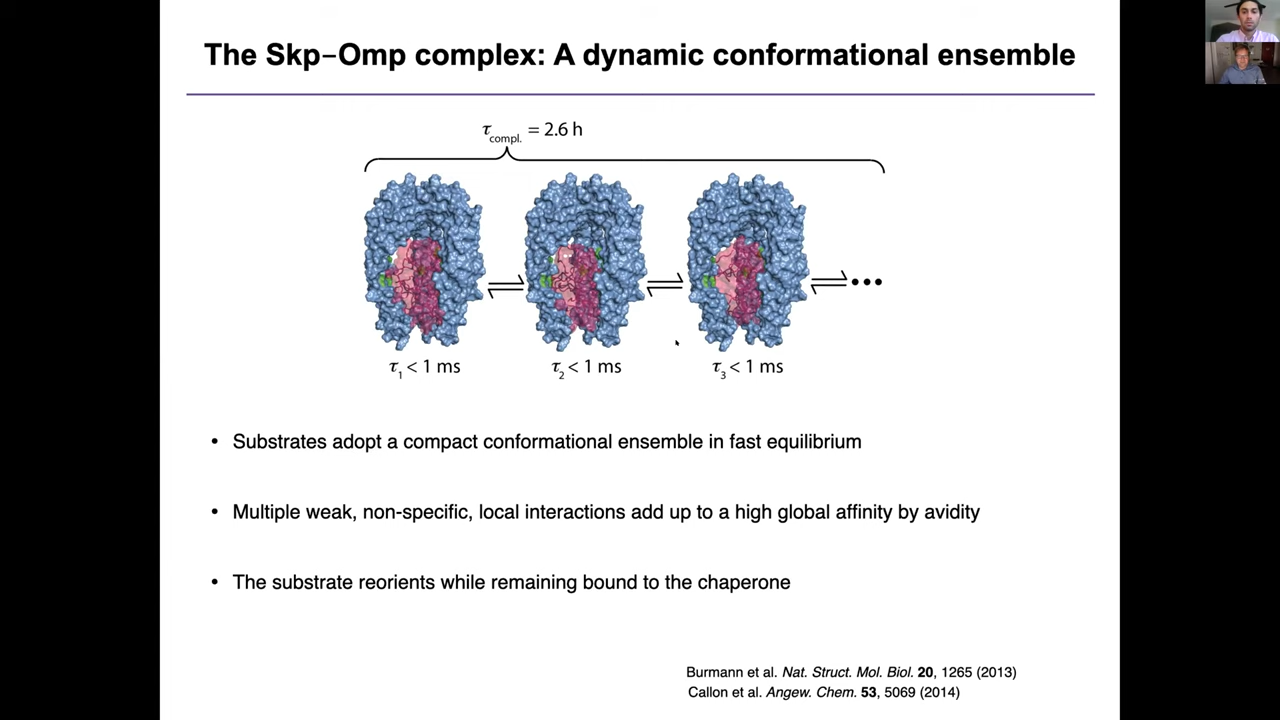 The Skp–Omp complex: A dynamic conformational ensemble
τcompl. = 2.6 h
τ1 < 1 ms
τ2 < 1 ms
τ3 < 1 ms
• Substrates adopt a compact conformational ensemble in fast equilibrium
• Multiple weak, non-specific, local interactions add up to a high global affinity by avidity
• The substrate reorients while remaining bound to the chaperone
Burmann et al. Nat. Struct. Mol. Biol. 20, 1265 (2013)
Callon et al. Angew. Chem. 53, 5069 (2014)